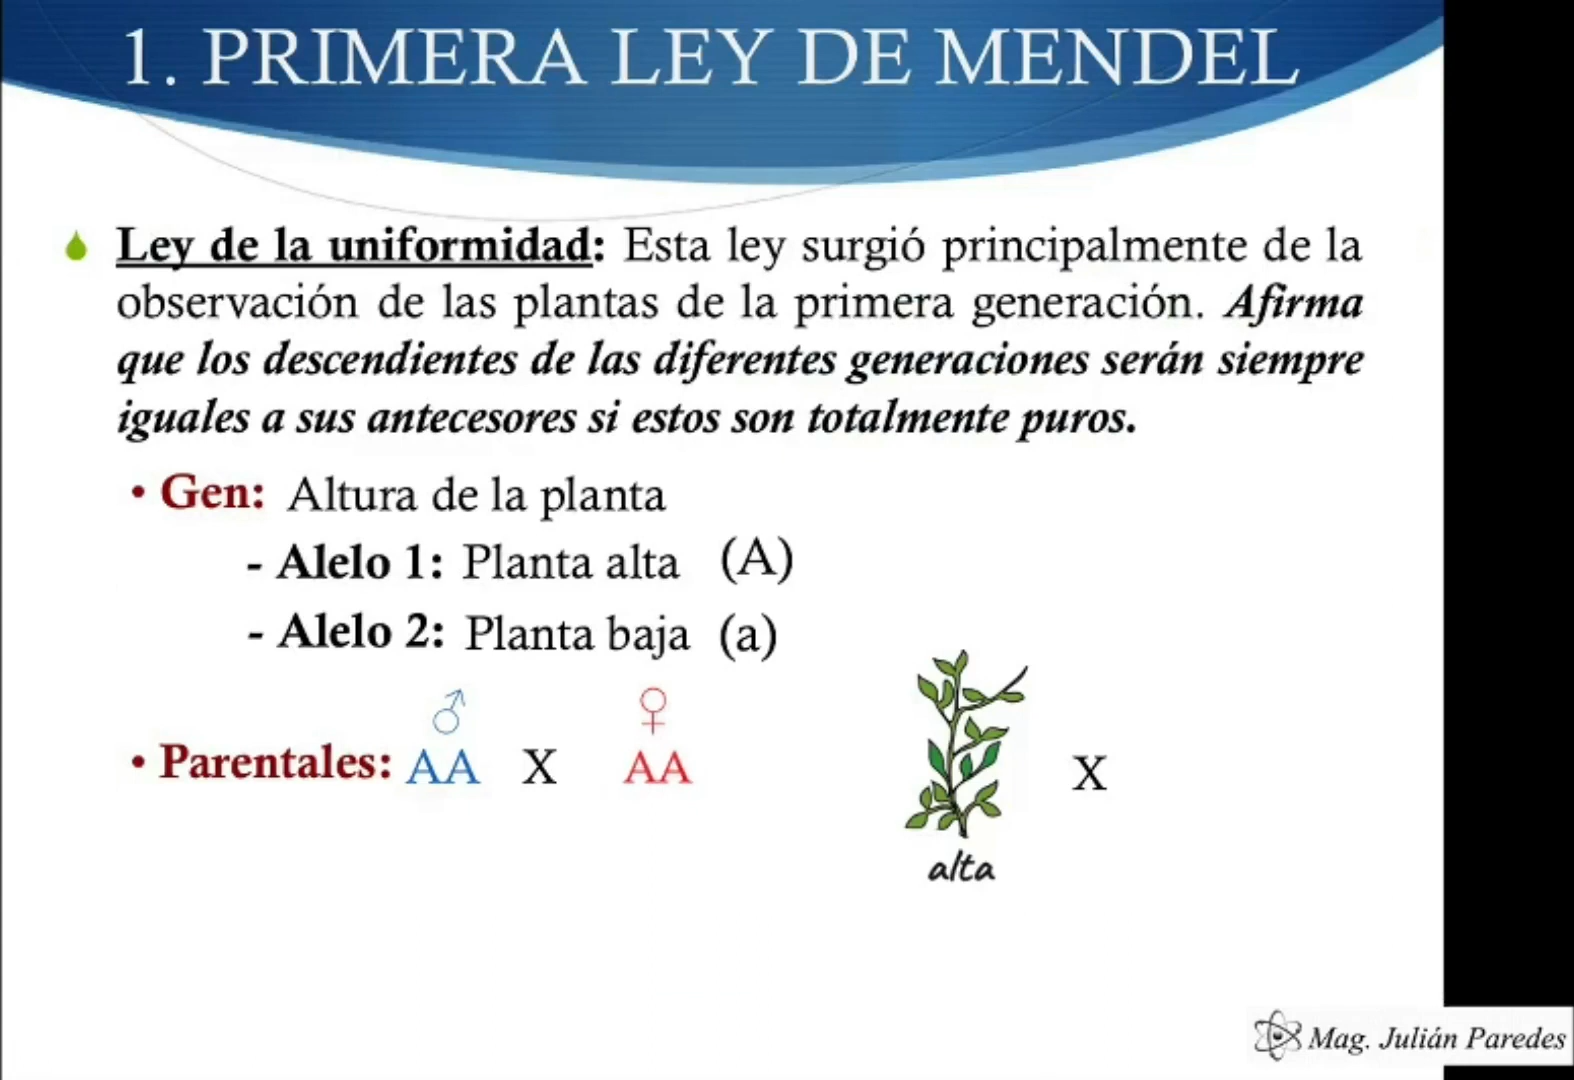 1. PRIMERA LEY DE MENDEL
Ley de la uniformidad: Esta ley surgió principalmente de la
observación de las plantas de la primera generación. Afirma
que los descendientes de las diferentes generaciones serán siempre
iguales a sus antecesores si estos son totalmente puros.
• Gen: Altura de la planta
- Alelo 1: Planta alta (A)
- Alelo 2: Planta baja (a)
♂ ♀
• Parentales: AA X AA X
alta
Mag. Julián Paredes